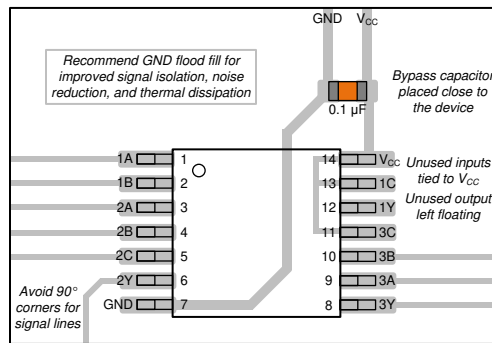 GND VCC
Recommend GND flood fill for
improved signal isolation, noise
reduction, and thermal dissipation
Bypass capacitor
placed close to
the device
0.1 µF
1A 1 14 VCC
Unused inputs
tied to VCC
1B 2 13 1C
2A 3 12 1Y
Unused output
left floating
2B 4 11 3C
2C 5 10 3B
2Y 6 9 3A
Avoid 90°
corners for
signal lines
GND 7 8 3Y